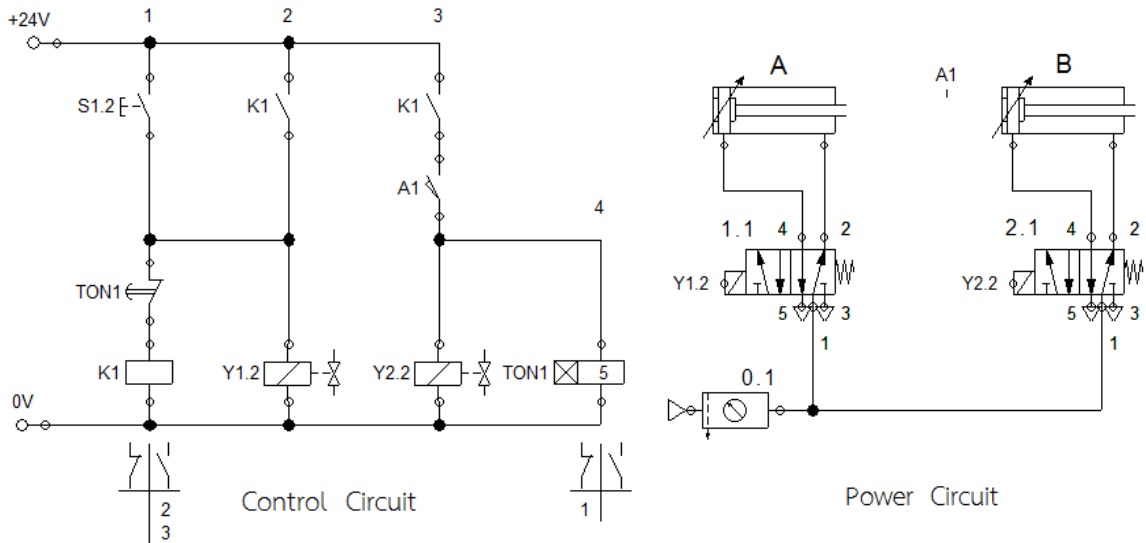 1 2 3
+24V
S1.2 K1 K1
A1
4
TON1
K1 Y1.2 Y2.2 TON1 5
0V
2
3
1
Control Circuit
A A1 B
1.1 4 2 2.1 4 2
Y1.2 Y2.2
5 3 5 3
1 1
0.1
Power Circuit